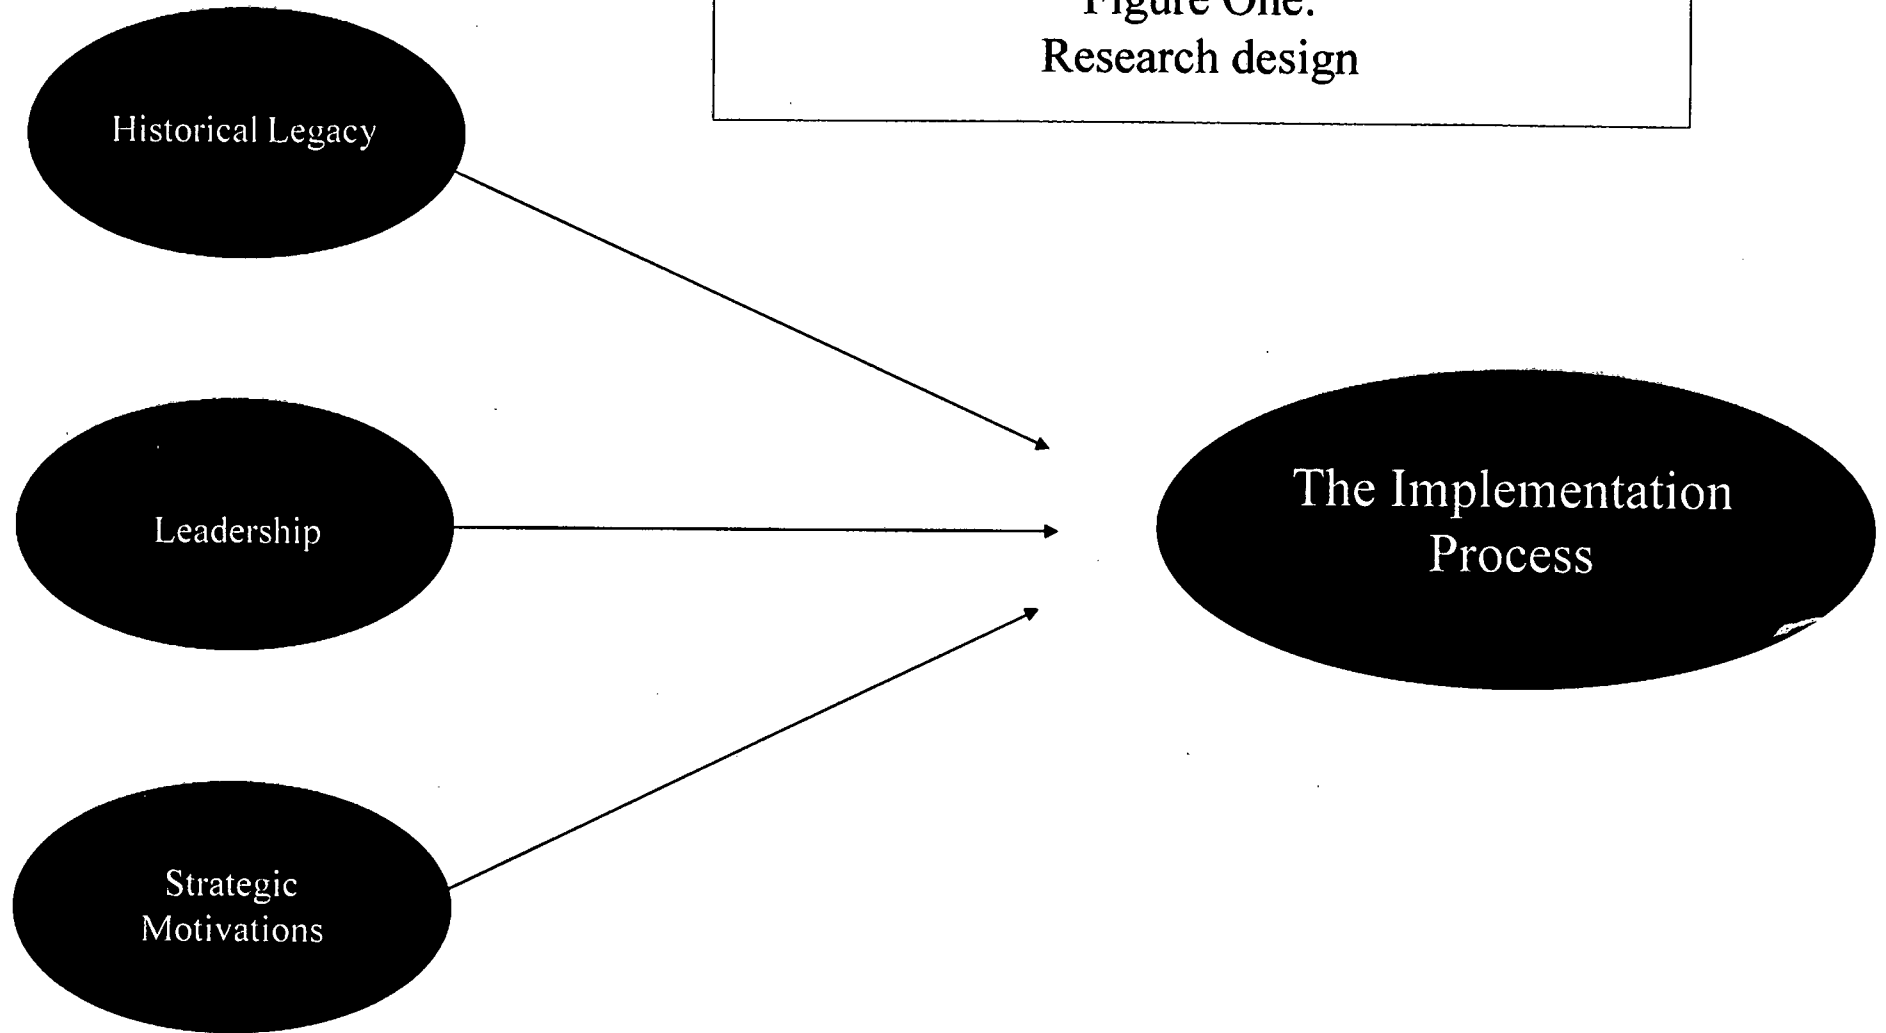 Figure One:
Research design
Historical Legacy
Leadership
The Implementation
Process
Strategic
Motivations